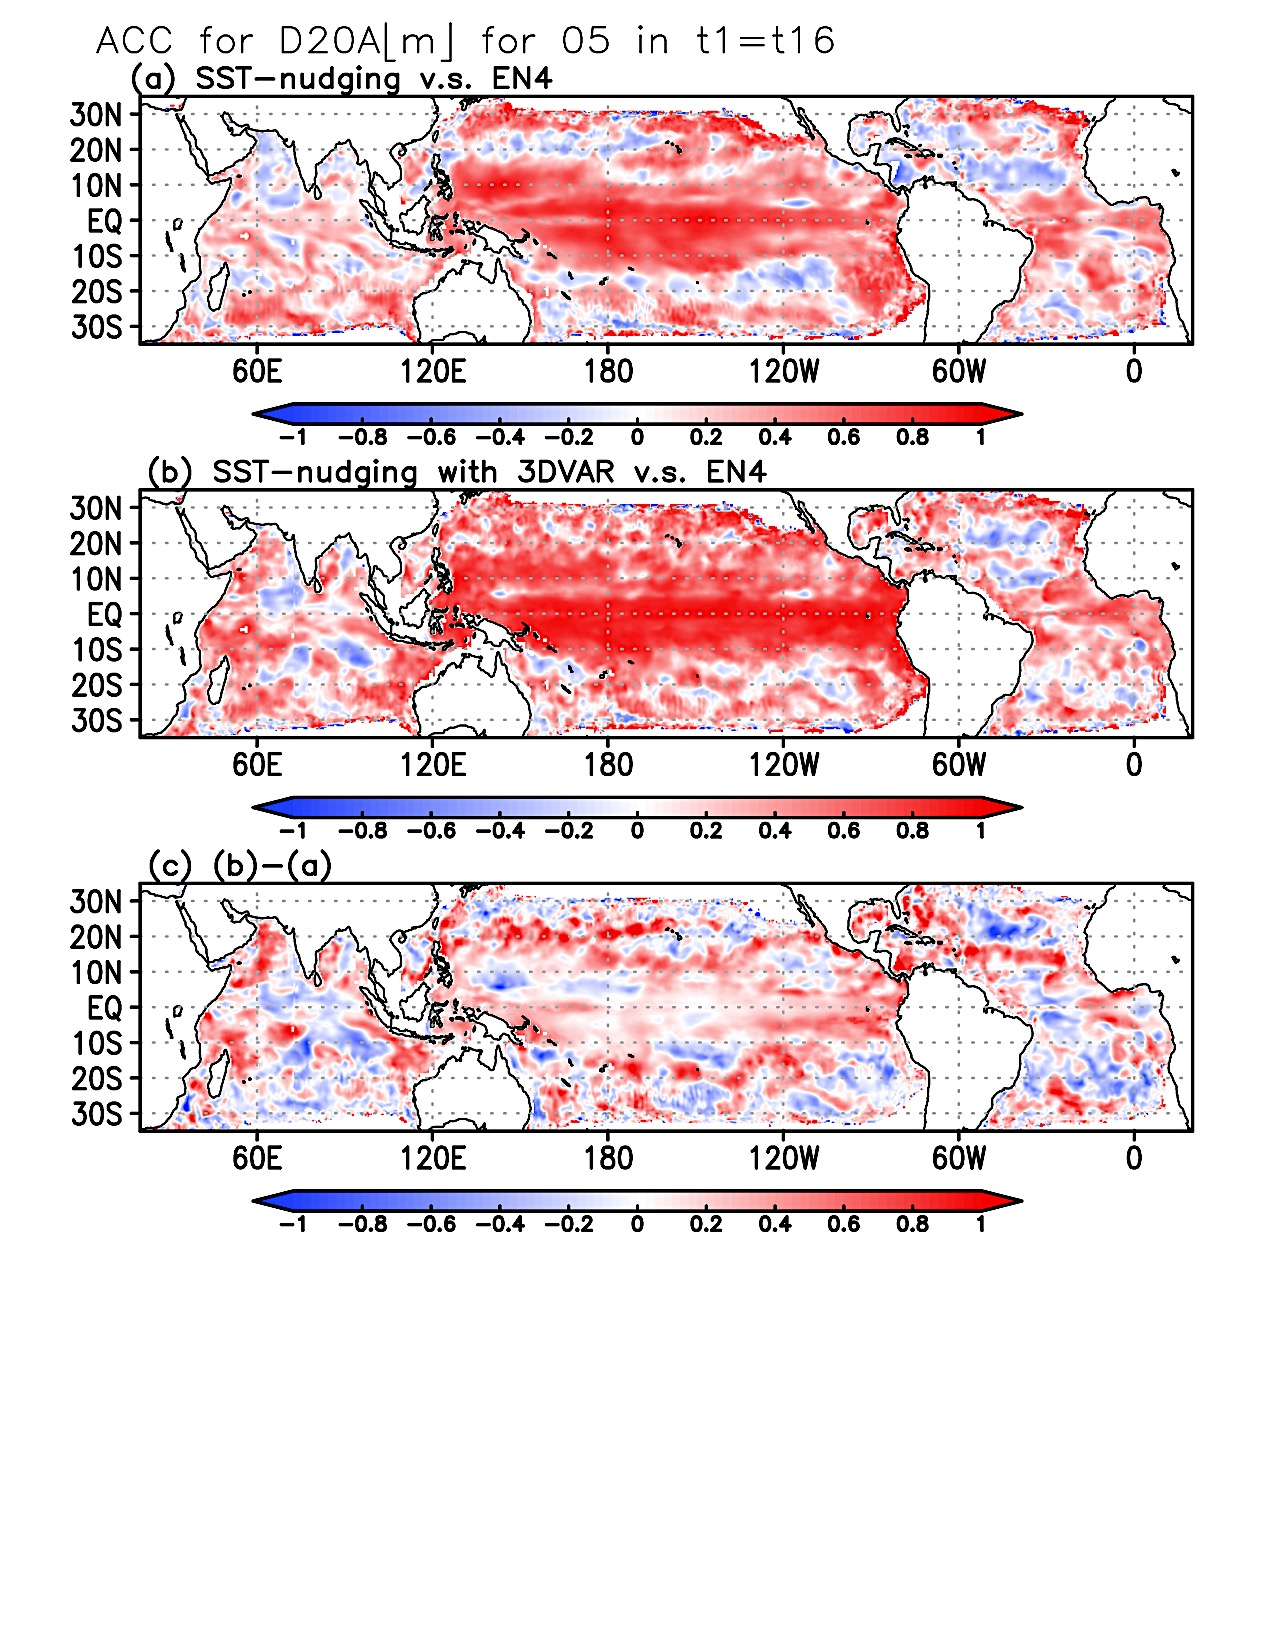 ACC for D20A[m] for 05 in t1=t16
(a) SST-nudging v.s. EN4
30N
20N
10N
EQ
10S
20S
30S
60E 120E 180 120W 60W 0
-1 -0.8 -0.6 -0.4 -0.2 0 0.2 0.4 0.6 0.8 1
(b) SST-nudging with 3DVAR v.s. EN4
30N
20N
10N
EQ
10S
20S
30S
60E 120E 180 120W 60W 0
-1 -0.8 -0.6 -0.4 -0.2 0 0.2 0.4 0.6 0.8 1
(c) (b)-(a)
30N
20N
10N
EQ
10S
20S
30S
60E 120E 180 120W 60W 0
-1 -0.8 -0.6 -0.4 -0.2 0 0.2 0.4 0.6 0.8 1